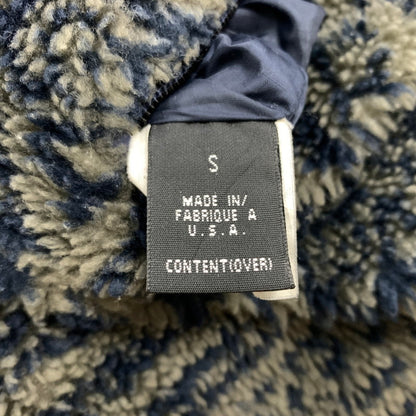 S
MADE IN/
FABRIQUE A
U.S.A.
CONTENT(OVER)